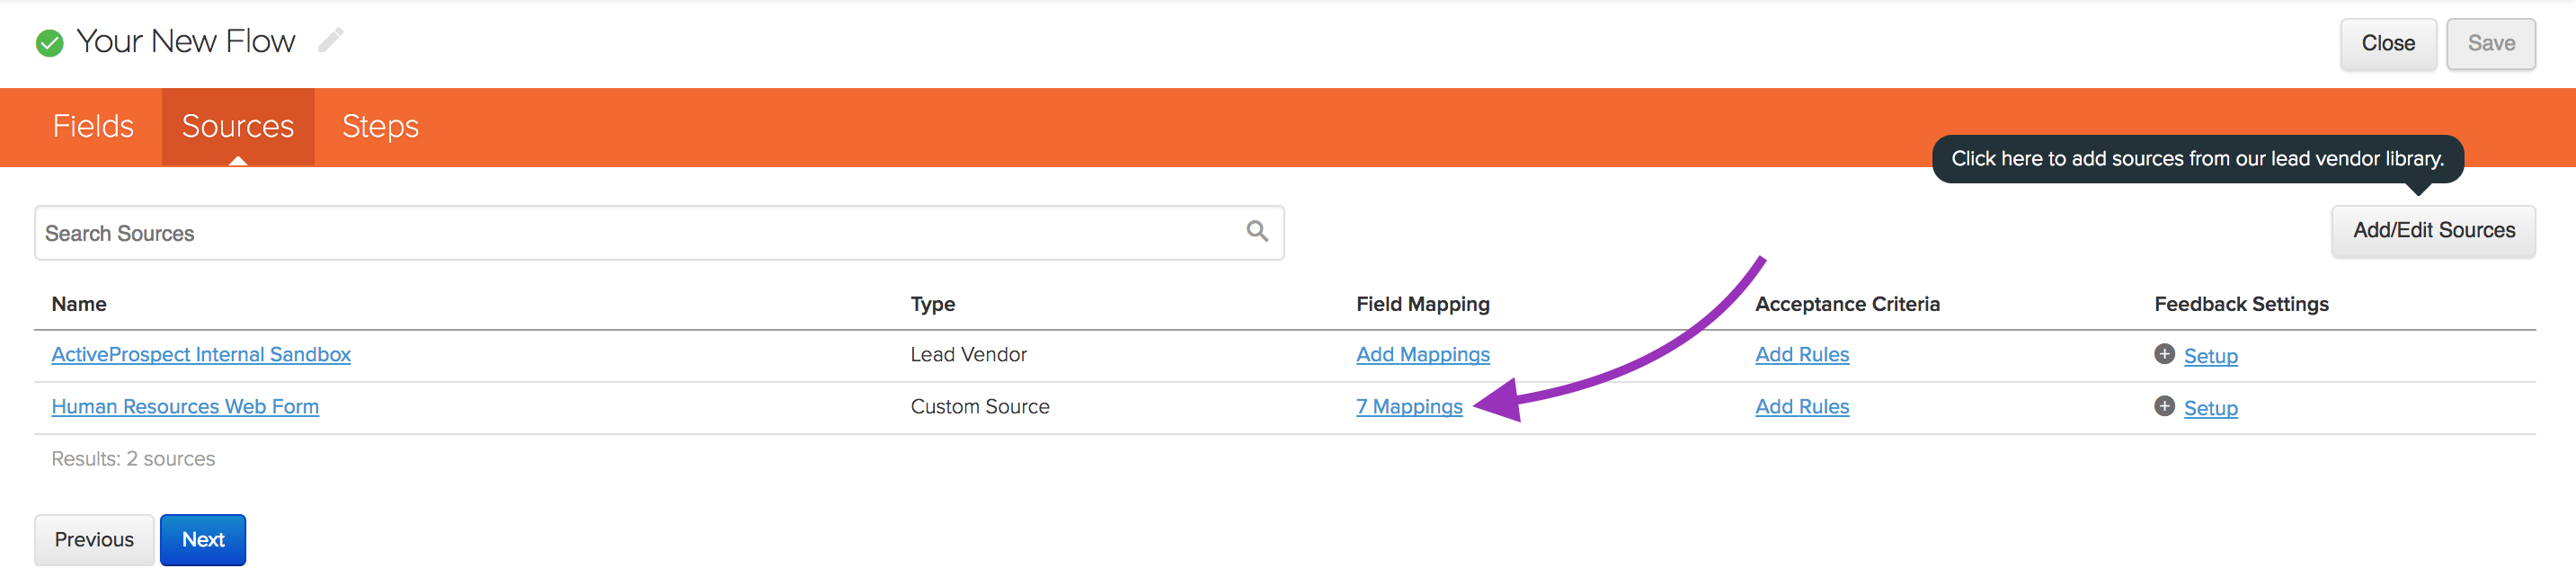 Your New Flow
Close Save
Fields Sources Steps
Click here to add sources from our lead vendor library.
Search Sources
Add/Edit Sources
Name Type Field Mapping Acceptance Criteria Feedback Settings
ActiveProspect Internal Sandbox Lead Vendor Add Mappings Add Rules Setup
Human Resources Web Form Custom Source 7 Mappings Add Rules Setup
Results: 2 sources
Previous Next